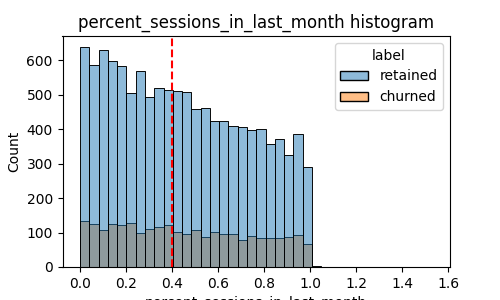 percent_sessions_in_last_month histogram
label
retained
churned
Count
600
500
400
300
200
100
0
0.0 0.2 0.4 0.6 0.8 1.0 1.2 1.4 1.6
percent_sessions_in_last_month